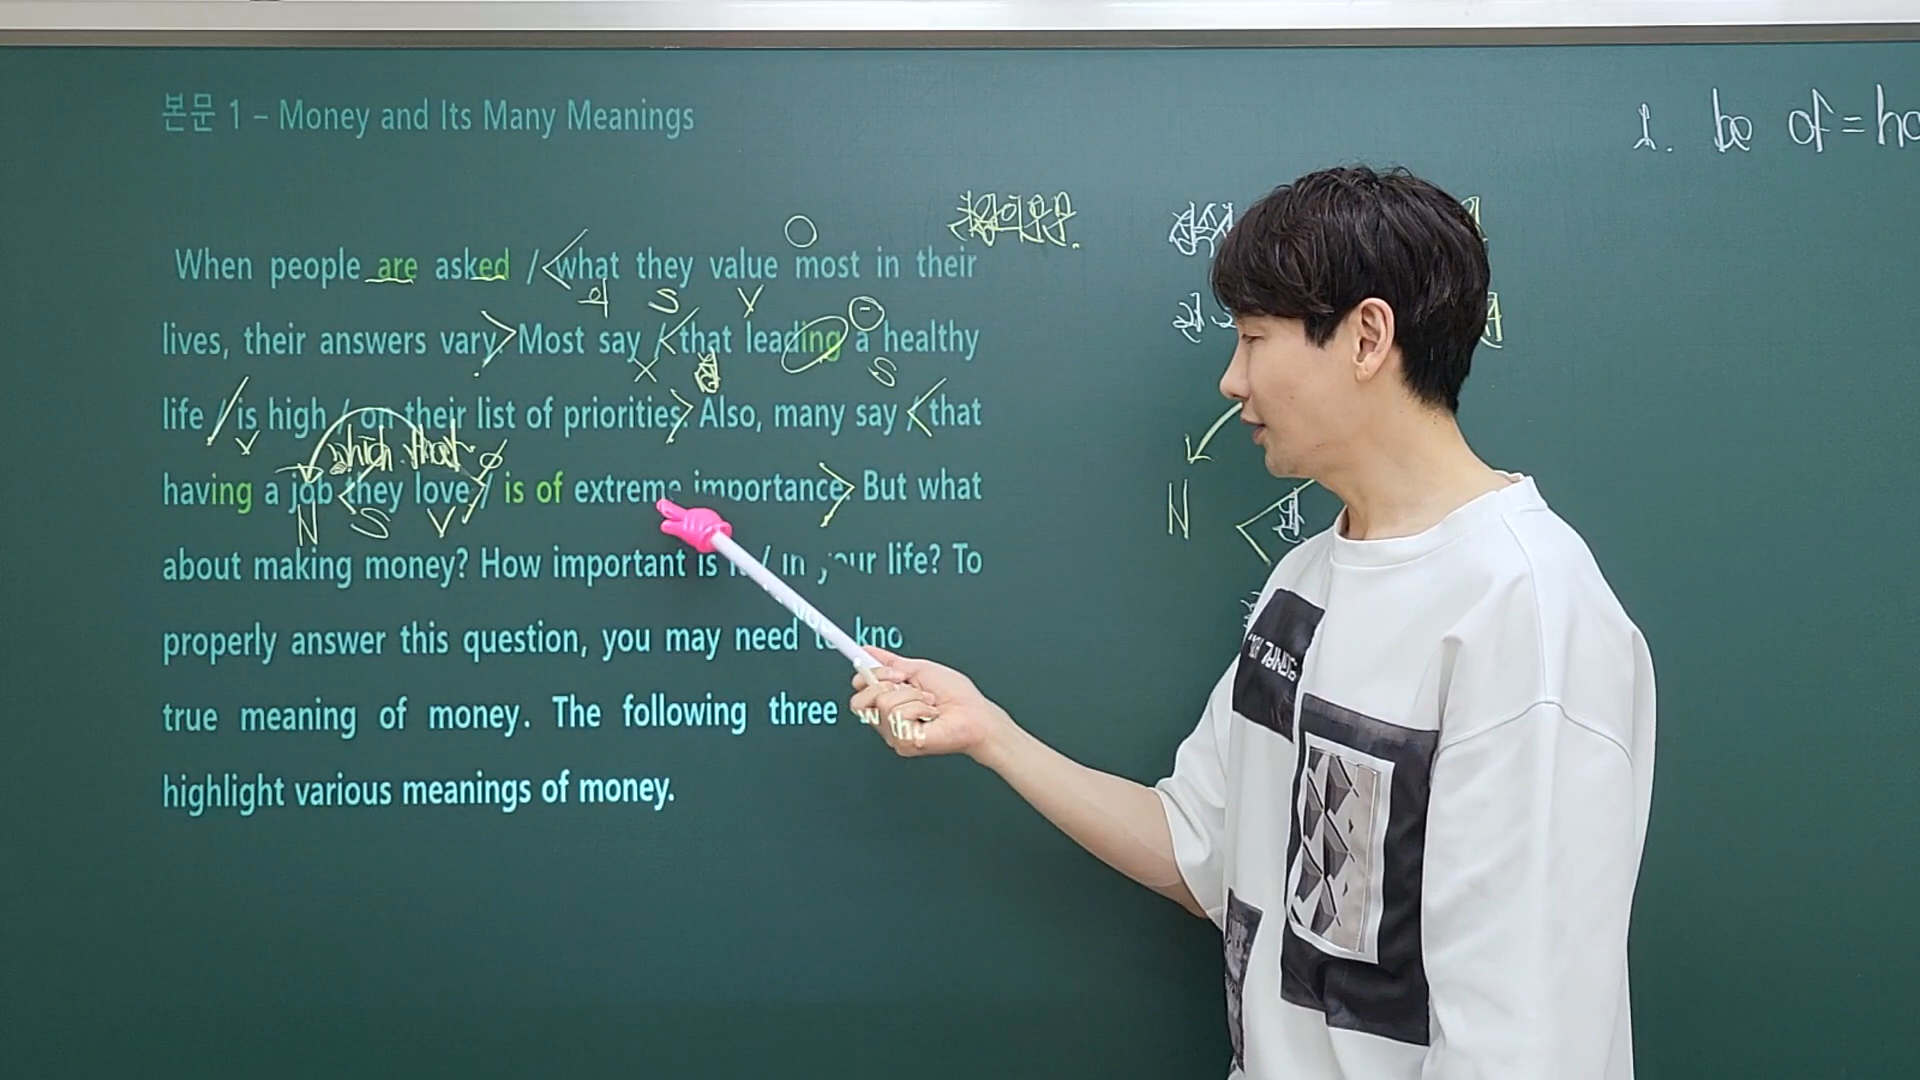 본문 1 – Money and Its Many Meanings
1. be of = ha
When people are asked / <what they value most in their
의 S V
lives, their answers vary.> Most say / <that leading a healthy
X S
life / is high / on their list of priorities> Also, many say / <that
V which that
having a job <they love / is of extreme importance> But what
N S V
N
about making money? How important is / in your life? To
properly answer this question, you may need to kno
true meaning of money. The following three
the
highlight various meanings of money.